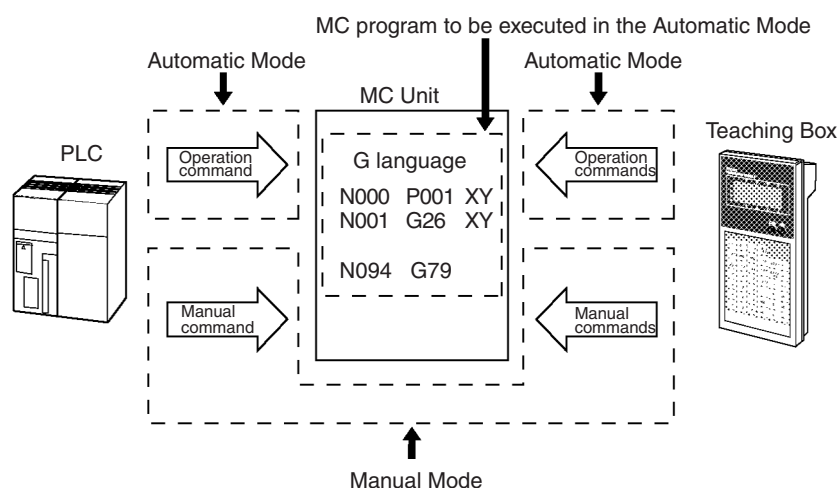 MC program to be executed in the Automatic Mode
Automatic Mode
Automatic Mode
MC Unit
PLC
Teaching Box
Operation
command
G language
Operation
commands
N000 P001 XY
N001 G26 XY
N094 G79
Manual
command
Manual
commands
Manual Mode